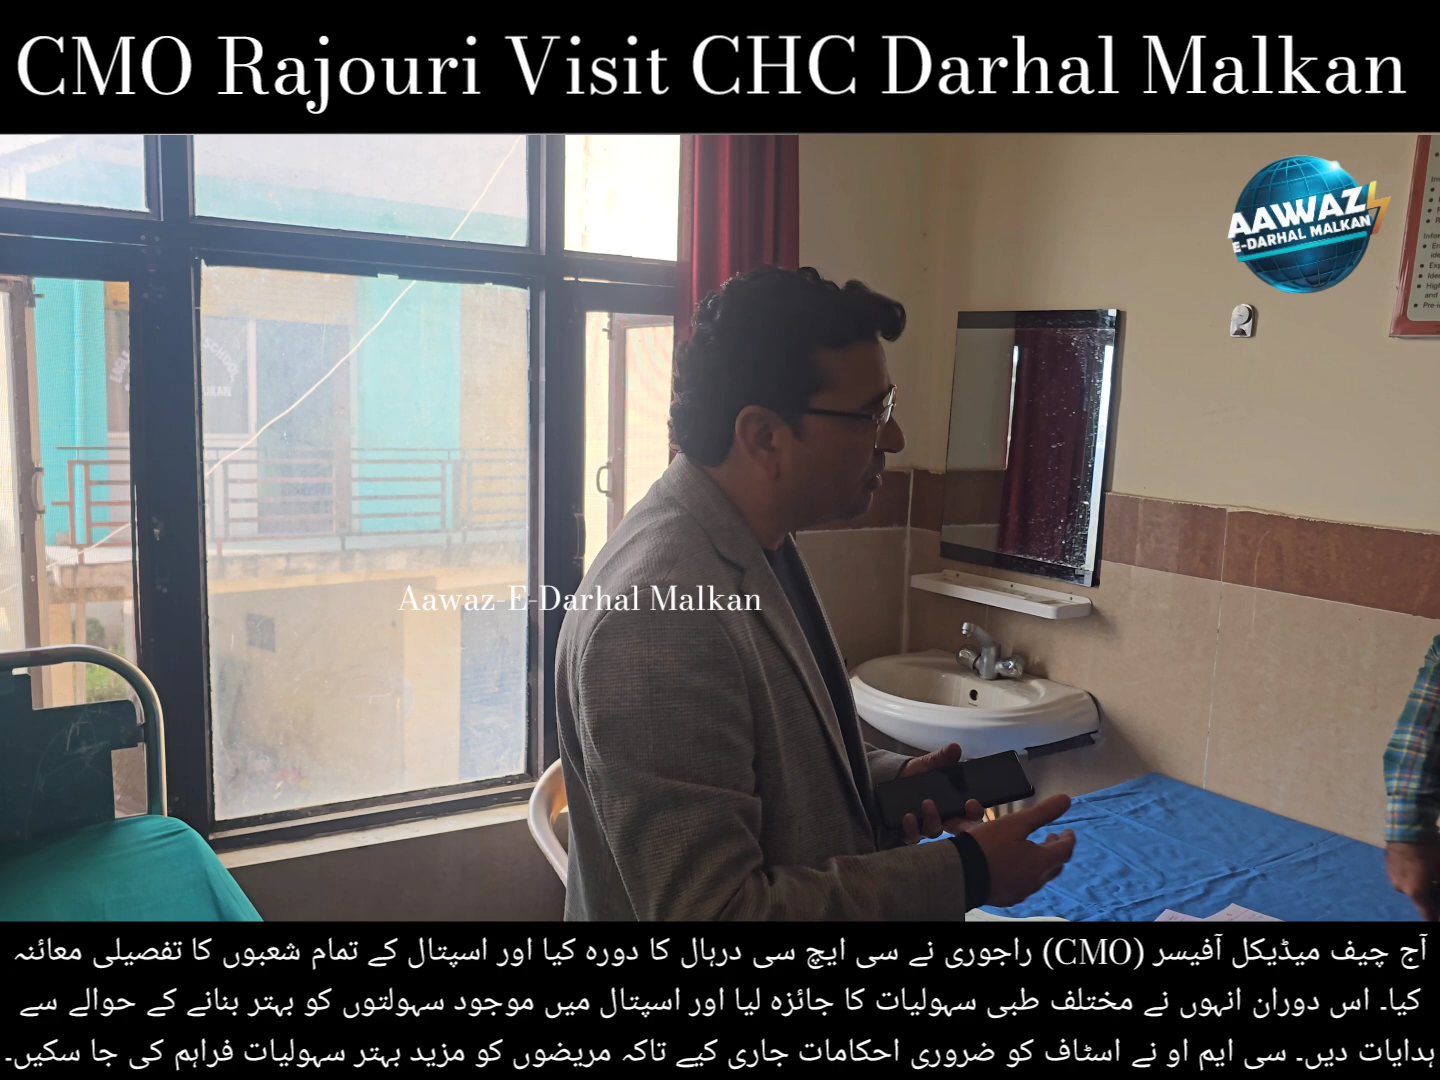 CMO Rajouri Visit CHC Darhal Malkan
AAWAZ
E-DARHAL MALKAN
SCHOOL
Aawaz-E-Darhal Malkan
آج چیف میڈیکل آفیسر (CMO) راجوری نے سی ایچ سی درہال کا دورہ کیا اور اسپتال کے تمام شعبوں کا تفصیلی معائنہ
کیا۔ اس دوران انہوں نے مختلف طبی سہولیات کا جائزہ لیا اور اسپتال میں موجود سہولتوں کو بہتر بنانے کے حوالے سے
ہدایات دیں۔ سی ایم او نے اسٹاف کو ضروری احکامات جاری کیے تاکہ مریضوں کو مزید بہتر سہولیات فراہم کی جا سکیں۔